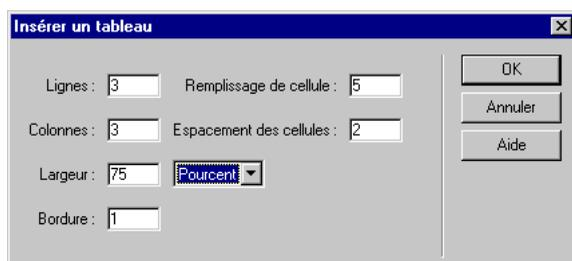 Insérer un tableau
Lignes : 3 Remplissage de cellule : 5
Colonnes : 3 Espacement des cellules : 2
Largeur : 75 Pourcent
Bordure : 1
OK
Annuler
Aide